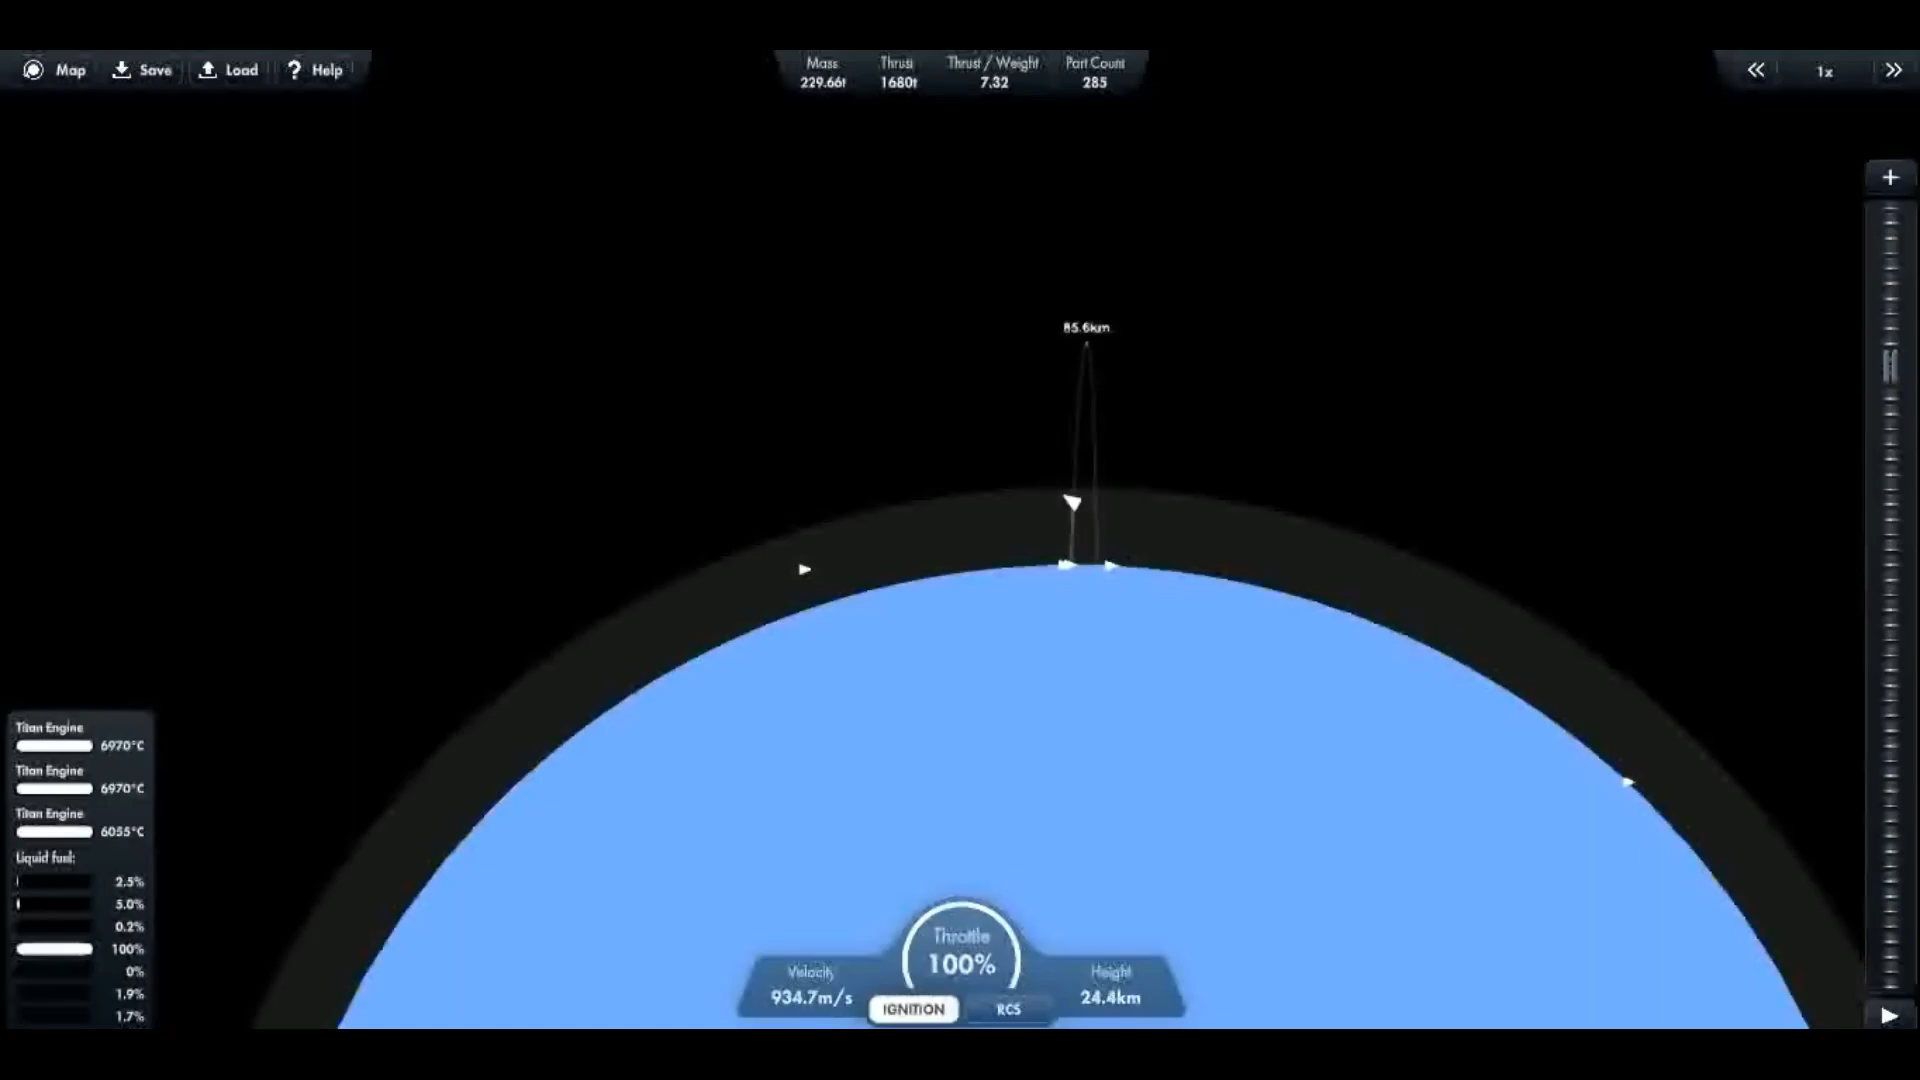 Map Save Load ? Help
Mass Thrust Thrust / Weight Part Count
229.66t 1680t 7.32 285
1x
+
85.6km
Titan Engine
6970°C
Titan Engine
6970°C
Titan Engine
6055°C
Liquid fuel:
2.5%
5.0%
0.2%
100%
0%
1.9%
1.7%
Throttle
100%
Velocity
934.7m/s
Height
24.4km
IGNITION
RCS